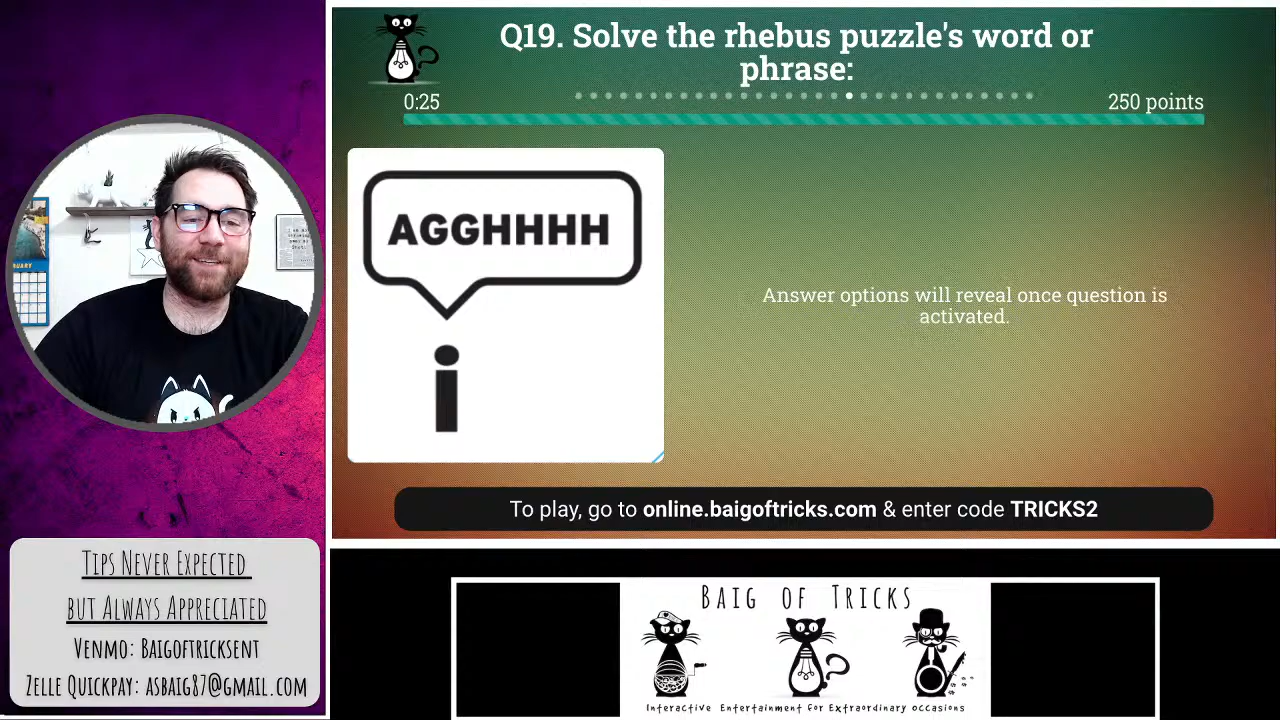 Q19. Solve the rhebus puzzle's word or
phrase:
0:25
250 points
AGGHHHH
i
Answer options will reveal once question is
activated.
To play, go to online.baigoftricks.com & enter code TRICKS2
Tips Never Expected
but Always Appreciated
Venmo: Baigoftricksent
Zelle Quickpay: asbaig87@gmail.com
Baig of Tricks
Interactive Entertainment for Extraordinary Occasions